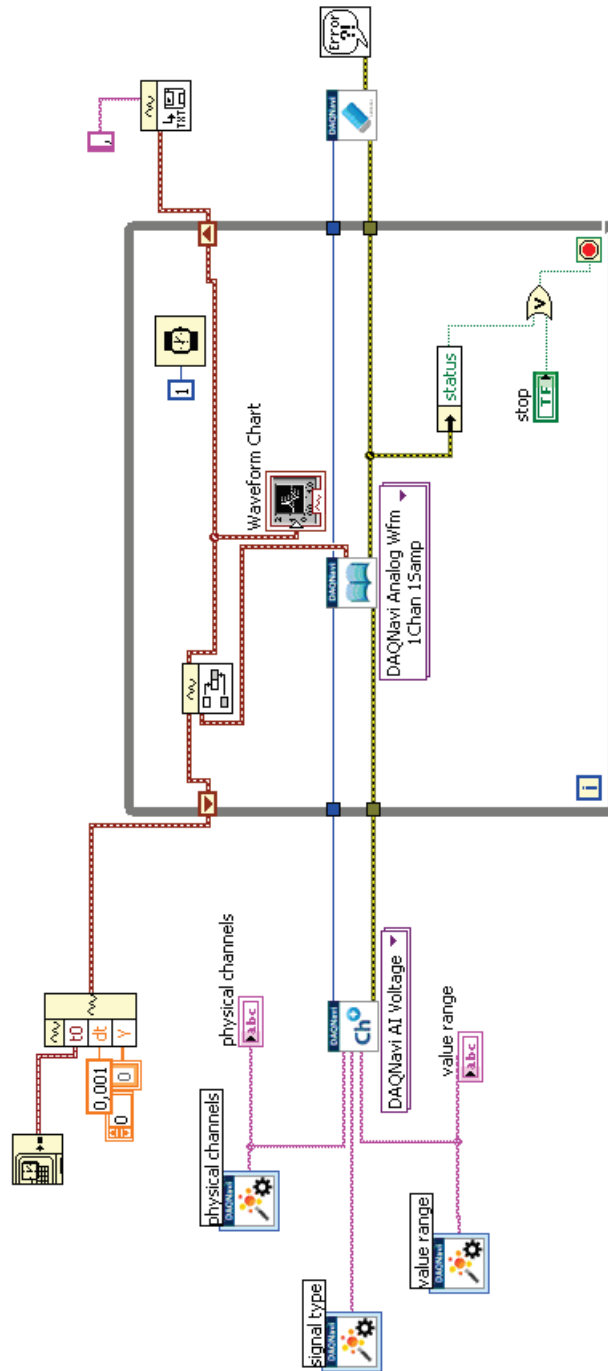 t0
dt
Y
0,001
0
0
TXT
1
Error
?!
Waveform Chart
DAQNavi
DAQNavi
DAQNavi
physical channels
physical channels
abc
DAQNavi
signal type
DAQNavi
value range
DAQNavi
value range
abc
Ch
DAQNavi AI Voltage
DAQNavi Analog Wfm
1Chan 1Samp
status
stop
TF
i